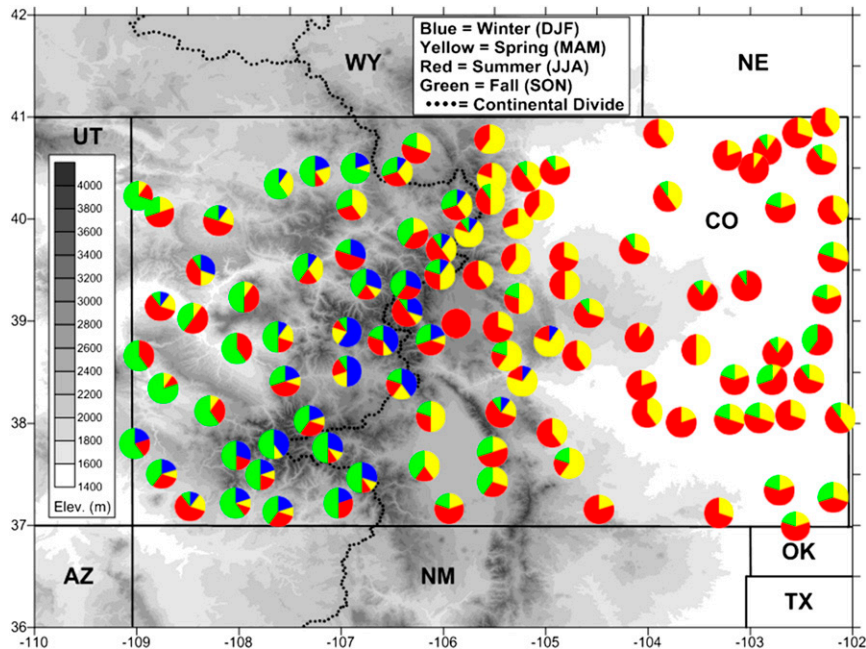 42
41
40
39
38
37
36
-110
-109
-108
-107
-106
-105
-104
-103
-102
Blue = Winter (DJF)
Yellow = Spring (MAM)
Red = Summer (JJA)
Green = Fall (SON)
= Continental Divide
WY
NE
UT
CO
AZ
NM
OK
TX
4000
3800
3600
3400
3200
3000
2800
2600
2400
2200
2000
1800
1600
1400
Elev. (m)